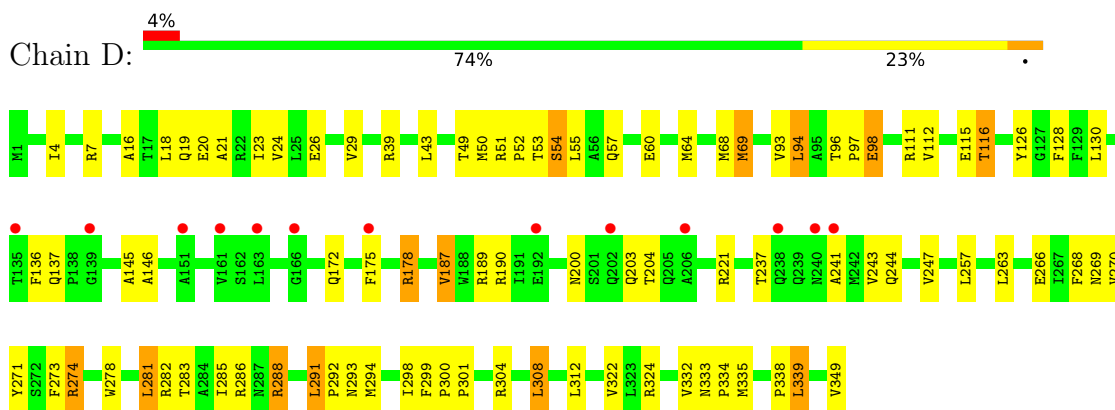 4%
Chain D:
74% 23% •
M1 I4 R7 A16 T17 L18 Q19 E20 A21 R22 I23 V24 L25 E26 V29 R39 L43 T49 M50 R51 P52 T53 S54 L55 A56 Q57 E60 M64 M68 M69 V93 L94 A95 T96 P97 E98 R111 V112 E115 T116 Y126 G127 F128 F129 L130
T135 F136 Q137 P138 G139 A145 A146 A151 V161 S162 L163 G166 Q172 F175 R178 V187 W188 R189 R190 I191 E192 N200 S201 Q202 Q203 T204 Q205 A206 R221 T237 Q238 Q239 N240 A241 M242 V243 Q244 V247 L257 L263 E266 I267 F268 N269
Y271 S272 F273 R274 W278 L281 R282 T283 A284 I285 R286 N287 R288 L291 P292 N293 M294 I298 F299 P300 P301 R304 L308 L312 V322 L323 R324 V332 N333 P334 M335 P338 L339 V349